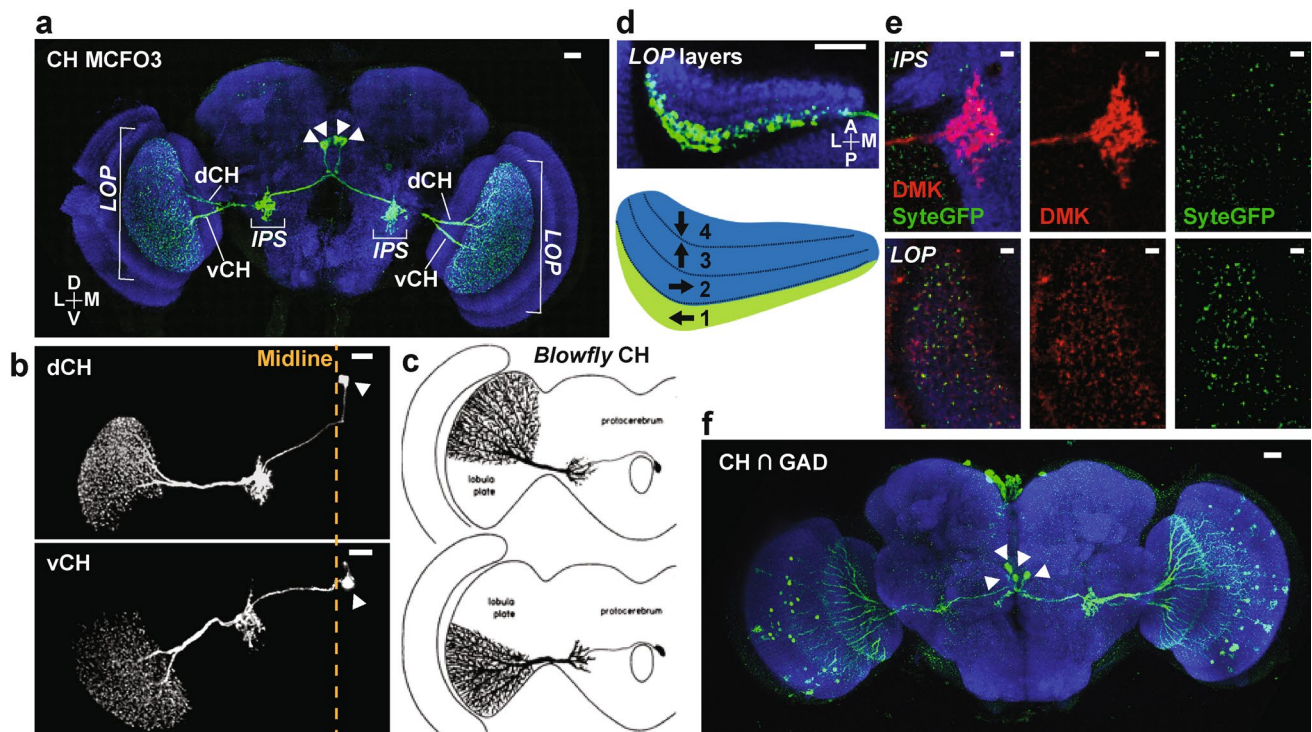 a
CH MCFO3
LOP
dCH
vCH
IPS
IPS
dCH
vCH
LOP
D
L M
V
b
dCH
Midline
vCH
c
Blowfly CH
protocerebrum
lobula
plate
lobula
plate
protocerebrum
d
LOP layers
A
L M
P
4
3
2
1
e
IPS
DMK
SyteGFP
DMK
SyteGFP
LOP
f
CH ∩ GAD